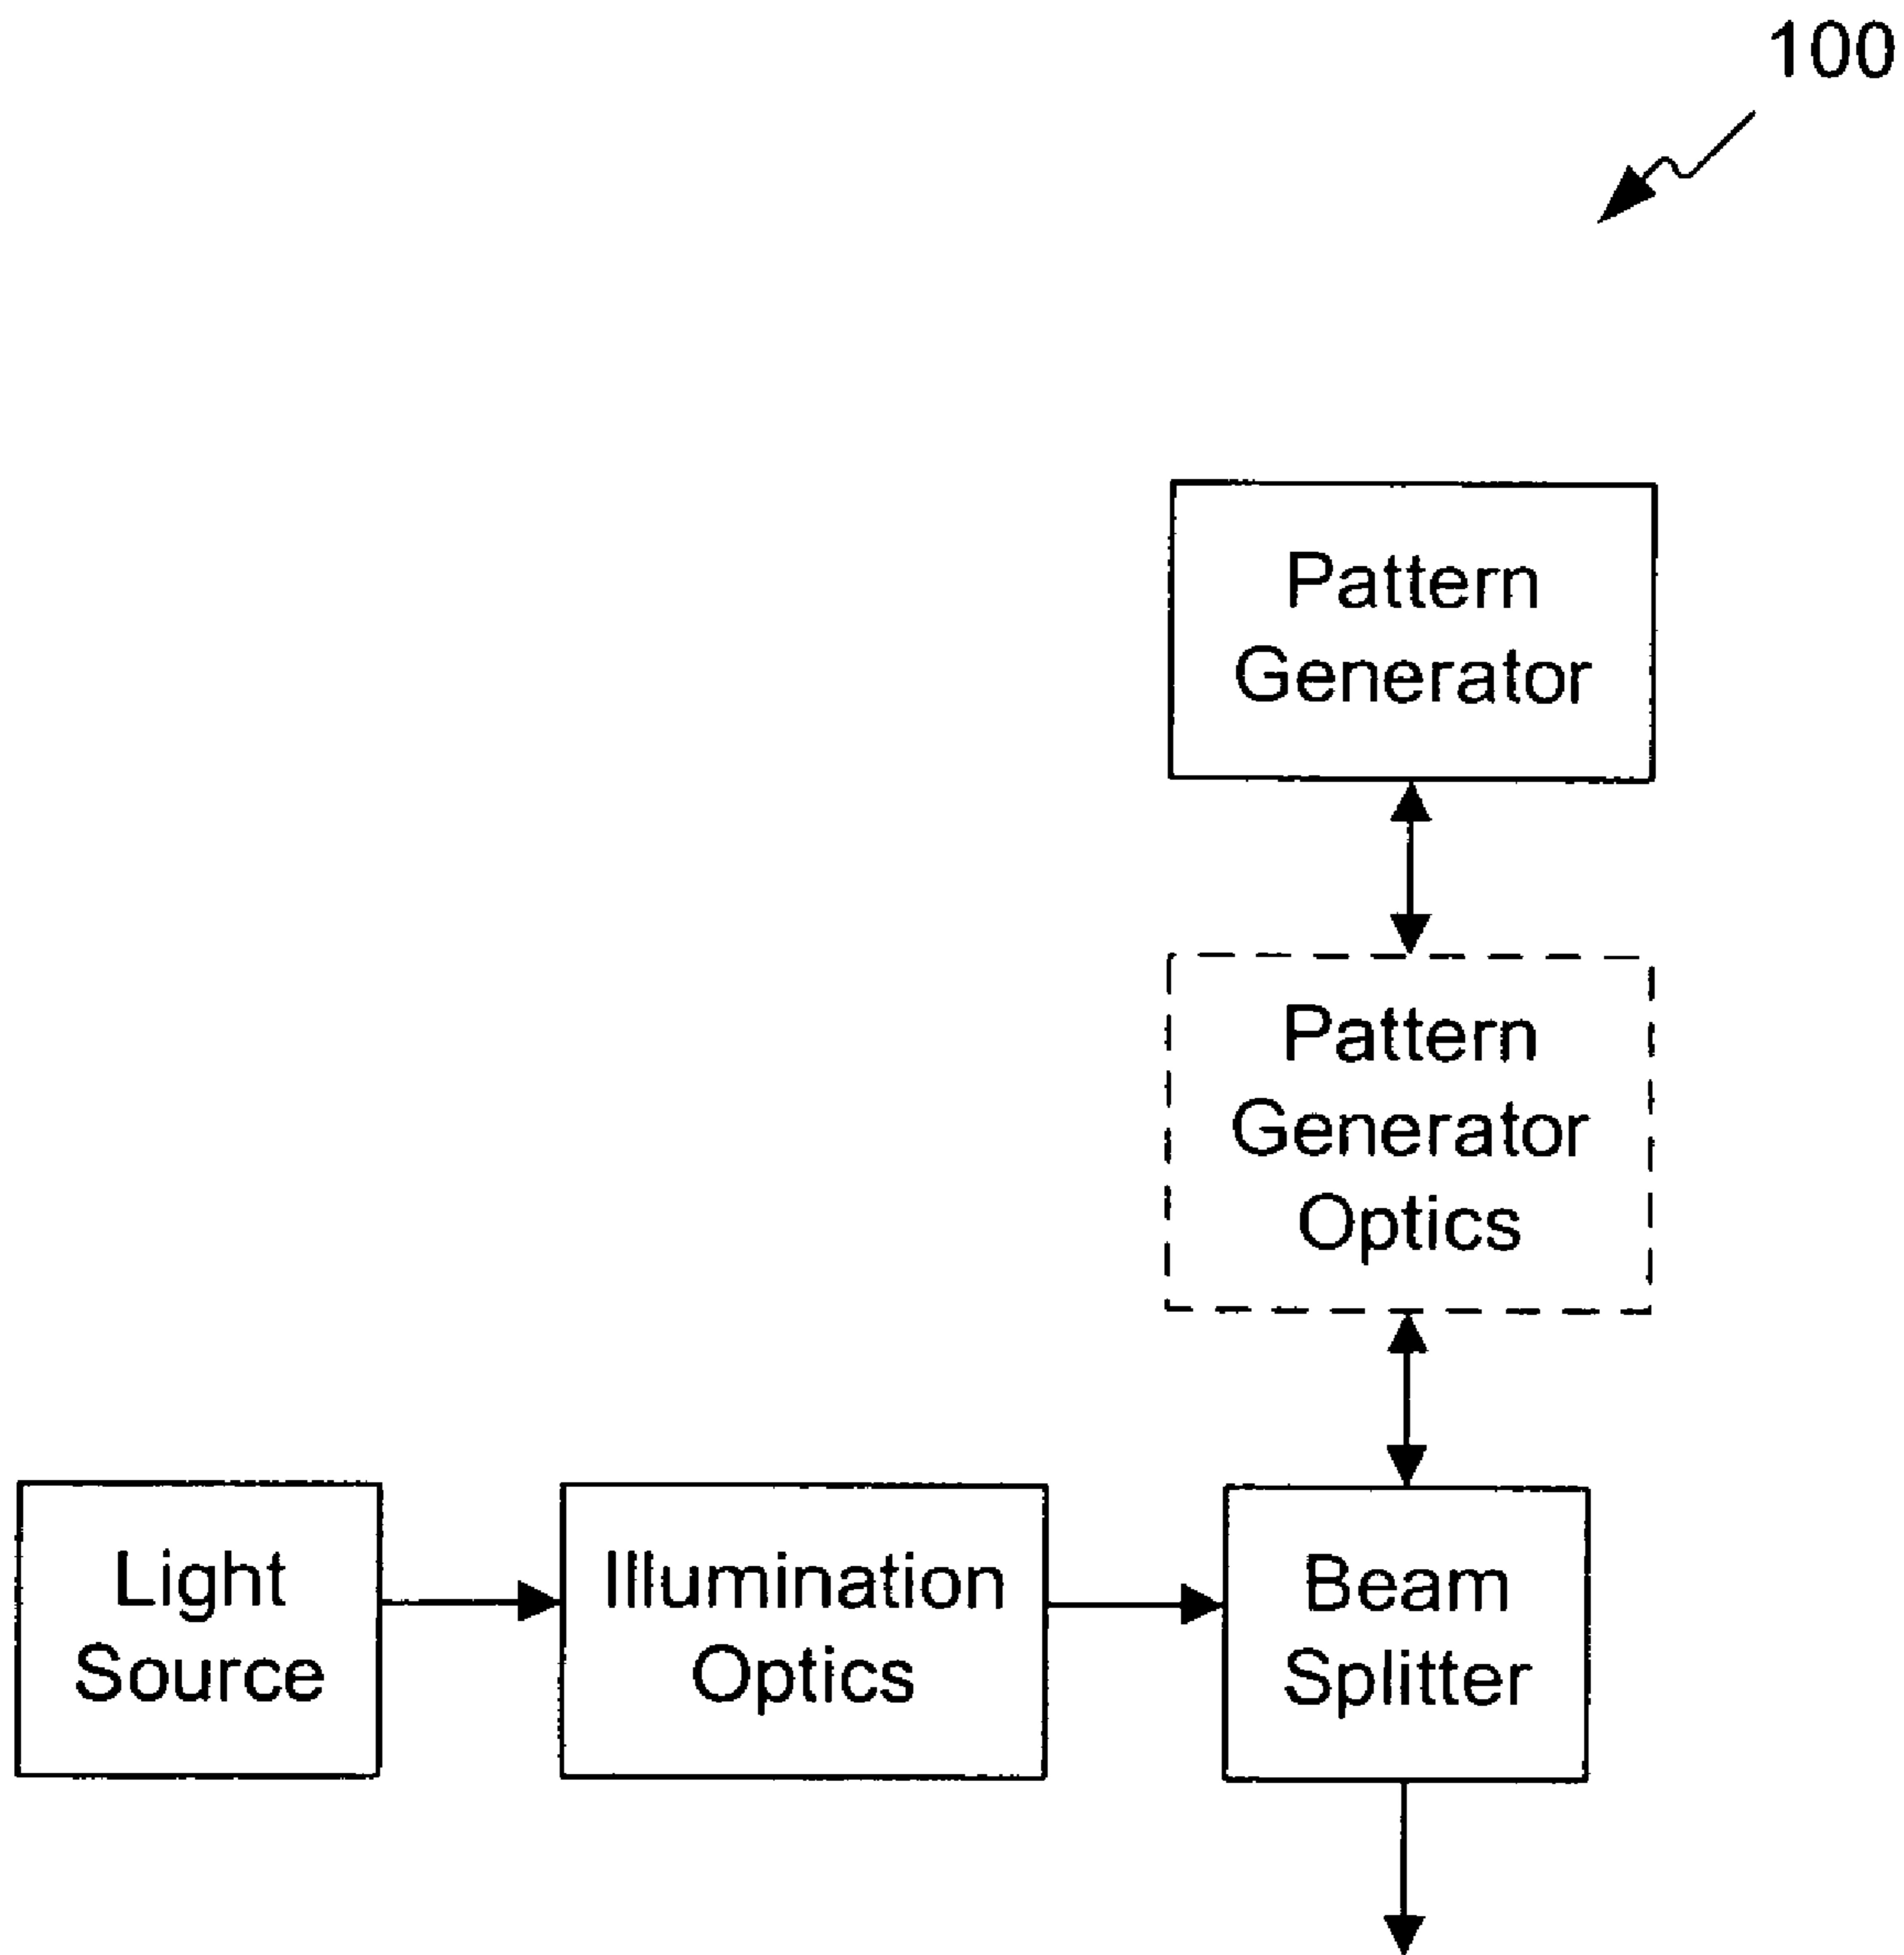 100
Pattern
Generator
Pattern
Generator
Optics
Light
Source
Illumination
Optics
Beam
Splitter